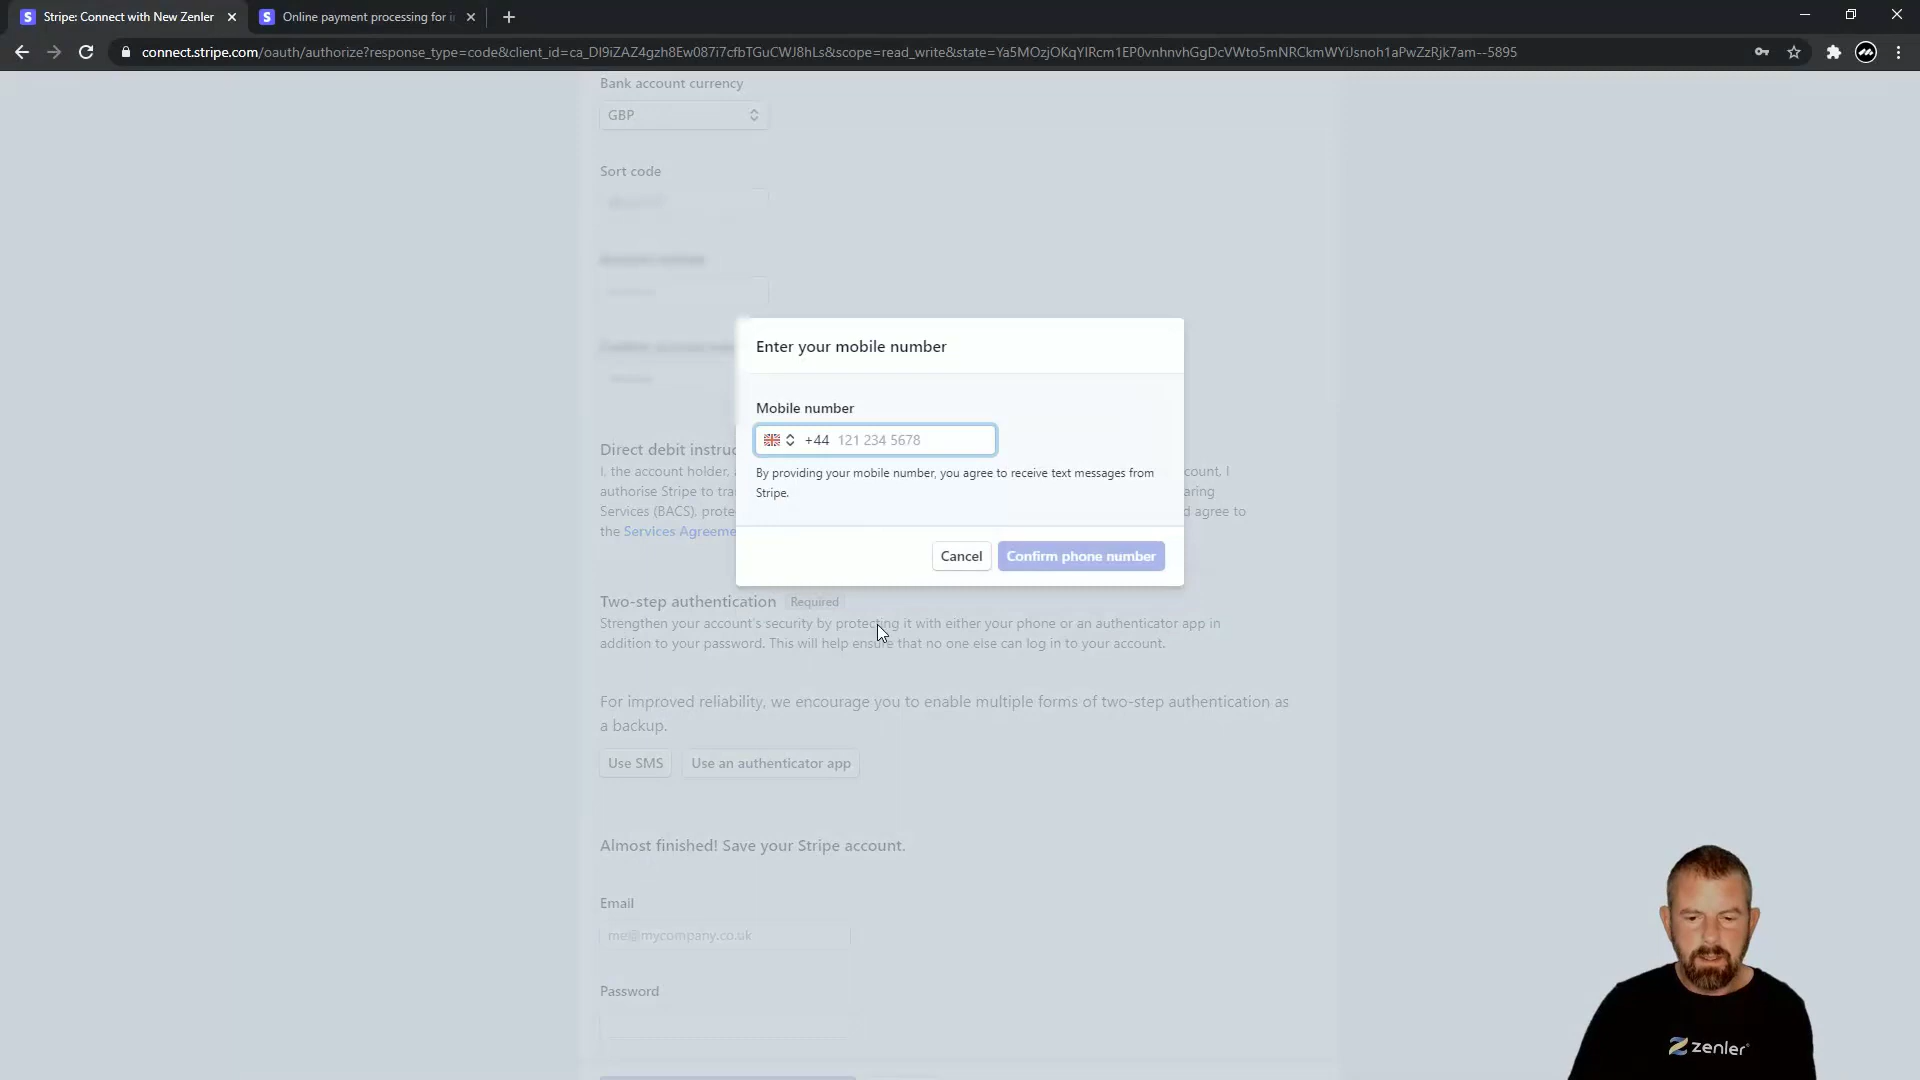 Stripe: Connect with New Zenler
Online payment processing for i
connect.stripe.com/oauth/authorize?response_type=code&client_id=ca_DI9iZAZ4gzh8Ew087i7cfbTGuCWJ8hLs&scope=read_write&state=Ya5MOzjOKqYIRcm1EP0vnhnvhGgDcVWto5mNRCkmWYiJsnoh1aPwZzRjk7am--5895
Bank account currency
GBP
Sort code
Enter your mobile number
Mobile number
+44 121 234 5678
By providing your mobile number, you agree to receive text messages from
Stripe.
Cancel
Confirm phone number
Direct debit instruc
I, the account holder, count. I
authorise Stripe to tra aring
Services (BACS), prote d agree to
the Services Agreeme
Two-step authentication Required
Strengthen your account's security by protecting it with either your phone or an authenticator app in
addition to your password. This will help ensure that no one else can log in to your account.
For improved reliability, we encourage you to enable multiple forms of two-step authentication as
a backup.
Use SMS
Use an authenticator app
Almost finished! Save your Stripe account.
Email
me@mycompany.co.uk
Password
zenler